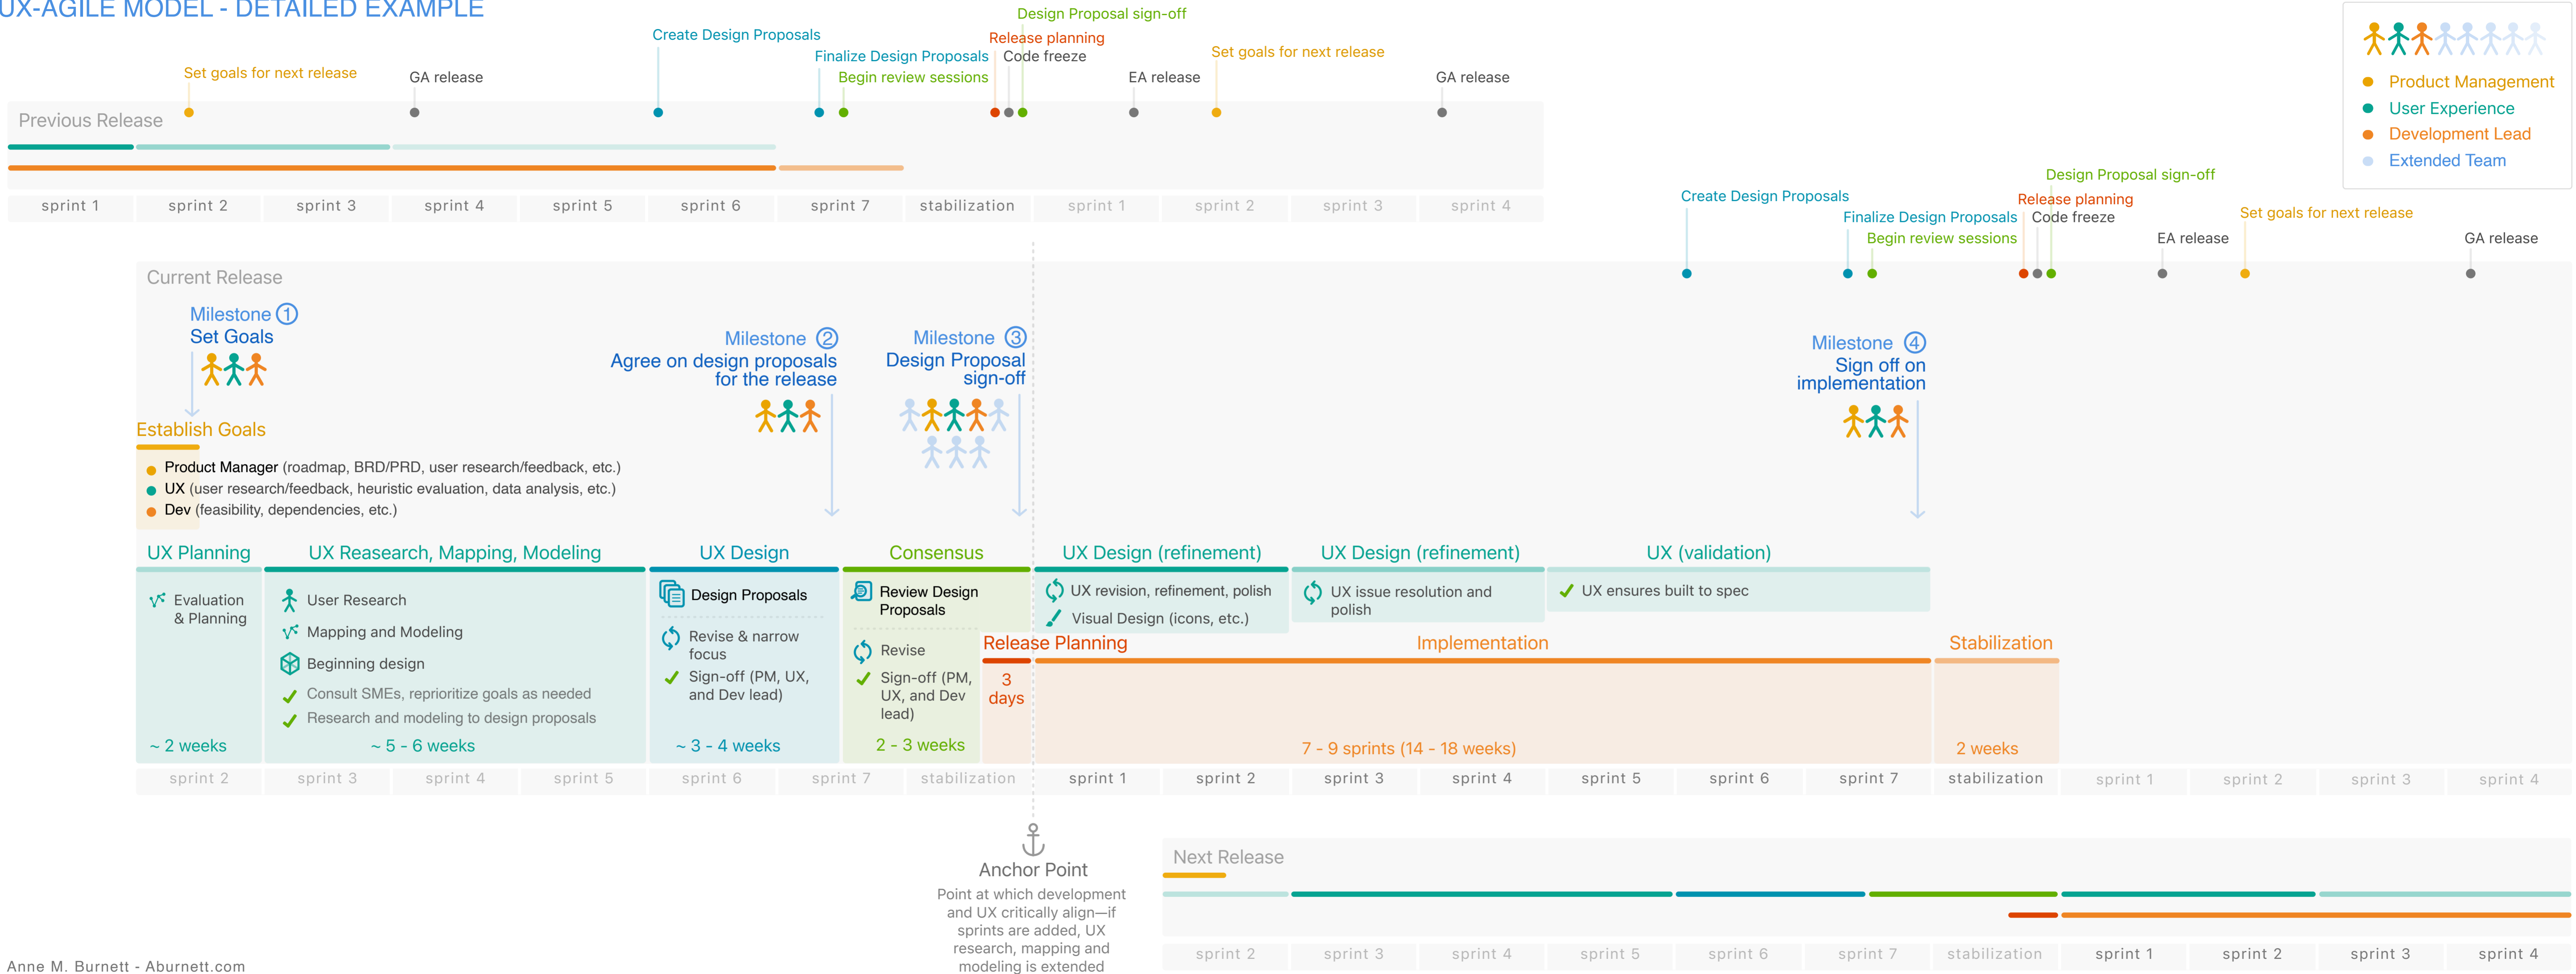 UX-AGILE MODEL - DETAILED EXAMPLE
Design Proposal sign-off
Create Design Proposals
Release planning
Finalize Design Proposals
Code freeze
Set goals for next release
Set goals for next release
GA release
Begin review sessions
EA release
GA release
Product Management
User Experience
Development Lead
Extended Team
Previous Release
sprint 1
sprint 2
sprint 3
sprint 4
sprint 5
sprint 6
sprint 7
stabilization
sprint 1
sprint 2
sprint 3
sprint 4
Design Proposal sign-off
Create Design Proposals
Release planning
Finalize Design Proposals
Code freeze
Set goals for next release
Begin review sessions
EA release
GA release
Current Release
Milestone 1
Set Goals
Milestone 2
Agree on design proposals
for the release
Milestone 3
Design Proposal
sign-off
Milestone 4
Sign off on
implementation
Establish Goals
Product Manager (roadmap, BRD/PRD, user research/feedback, etc.)
UX (user research/feedback, heuristic evaluation, data analysis, etc.)
Dev (feasibility, dependencies, etc.)
UX Planning
Evaluation
& Planning
~ 2 weeks
UX Reasearch, Mapping, Modeling
User Research
Mapping and Modeling
Beginning design
Consult SMEs, reprioritize goals as needed
Research and modeling to design proposals
~ 5 - 6 weeks
UX Design
Design Proposals
Revise & narrow
focus
Sign-off (PM, UX,
and Dev lead)
~ 3 - 4 weeks
Consensus
Review Design
Proposals
Revise
Sign-off (PM,
UX, and Dev
lead)
2 - 3 weeks
UX Design (refinement)
UX revision, refinement, polish
Visual Design (icons, etc.)
UX Design (refinement)
UX issue resolution and
polish
UX (validation)
UX ensures built to spec
Release Planning
3
days
Implementation
7 - 9 sprints (14 - 18 weeks)
Stabilization
2 weeks
sprint 2
sprint 3
sprint 4
sprint 5
sprint 6
sprint 7
stabilization
sprint 1
sprint 2
sprint 3
sprint 4
sprint 5
sprint 6
sprint 7
stabilization
sprint 1
sprint 2
sprint 3
sprint 4
Anchor Point
Point at which development
and UX critically align—if
sprints are added, UX
research, mapping and
modeling is extended
Next Release
sprint 2
sprint 3
sprint 4
sprint 5
sprint 6
sprint 7
stabilization
sprint 1
sprint 2
sprint 3
sprint 4
Anne M. Burnett - Aburnett.com